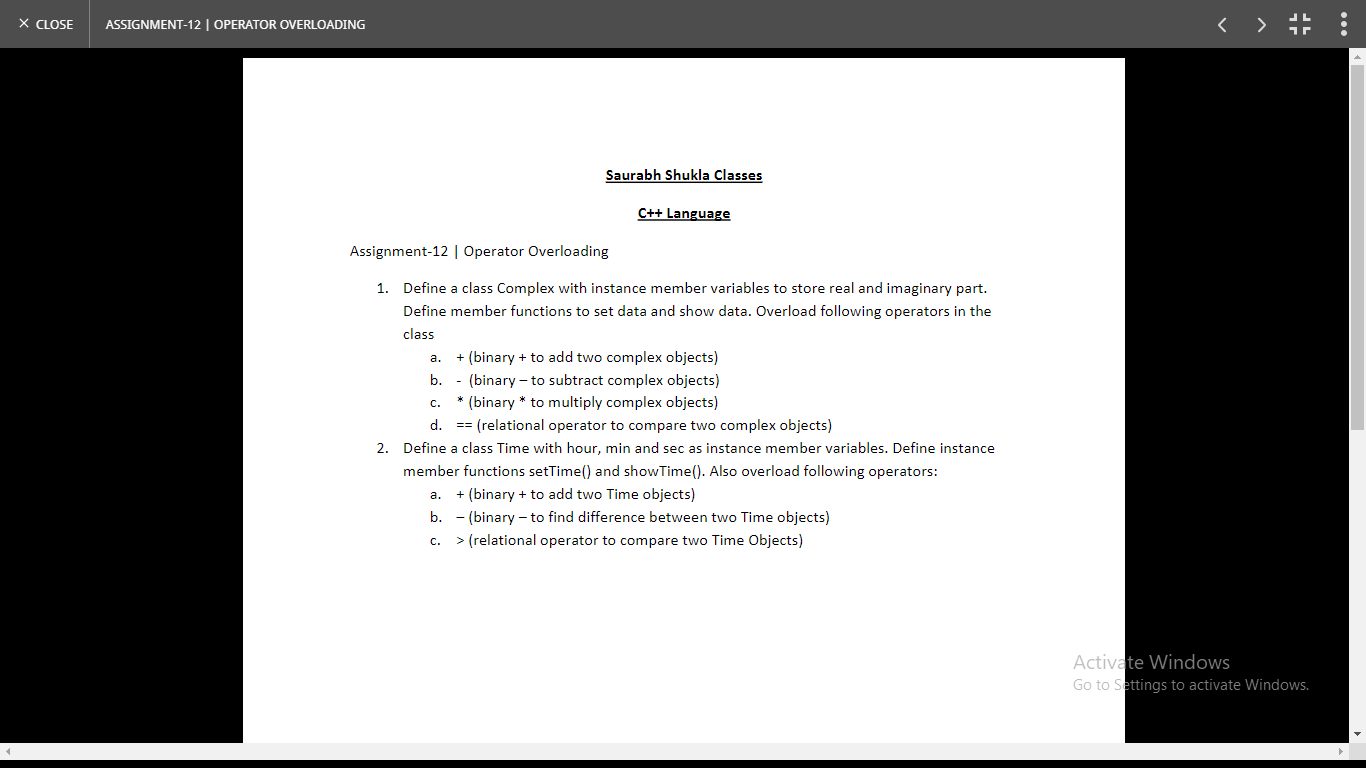 × CLOSE
ASSIGNMENT-12 | OPERATOR OVERLOADING
Saurabh Shukla Classes
C++ Language
Assignment-12 | Operator Overloading
1. Define a class Complex with instance member variables to store real and imaginary part.
Define member functions to set data and show data. Overload following operators in the
class
a. + (binary + to add two complex objects)
b. - (binary – to subtract complex objects)
c. * (binary * to multiply complex objects)
d. == (relational operator to compare two complex objects)
2. Define a class Time with hour, min and sec as instance member variables. Define instance
member functions setTime() and showTime(). Also overload following operators:
a. + (binary + to add two Time objects)
b. – (binary – to find difference between two Time objects)
c. > (relational operator to compare two Time Objects)
Activate Windows
Go to Settings to activate Windows.